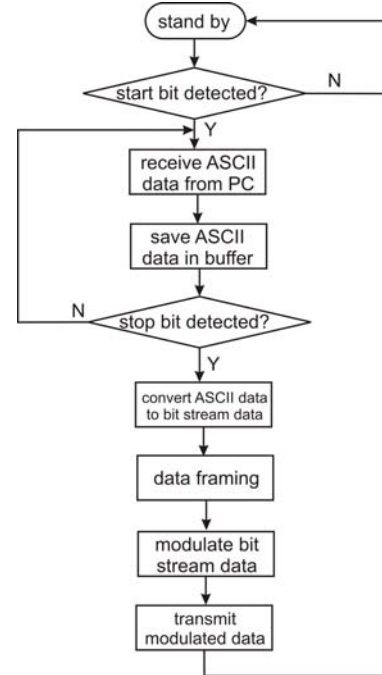 stand by
start bit detected?
N
Y
receive ASCII
data from PC
save ASCII
data in buffer
N
stop bit detected?
Y
convert ASCII data
to bit stream data
data framing
modulate bit
stream data
transmit
modulated data